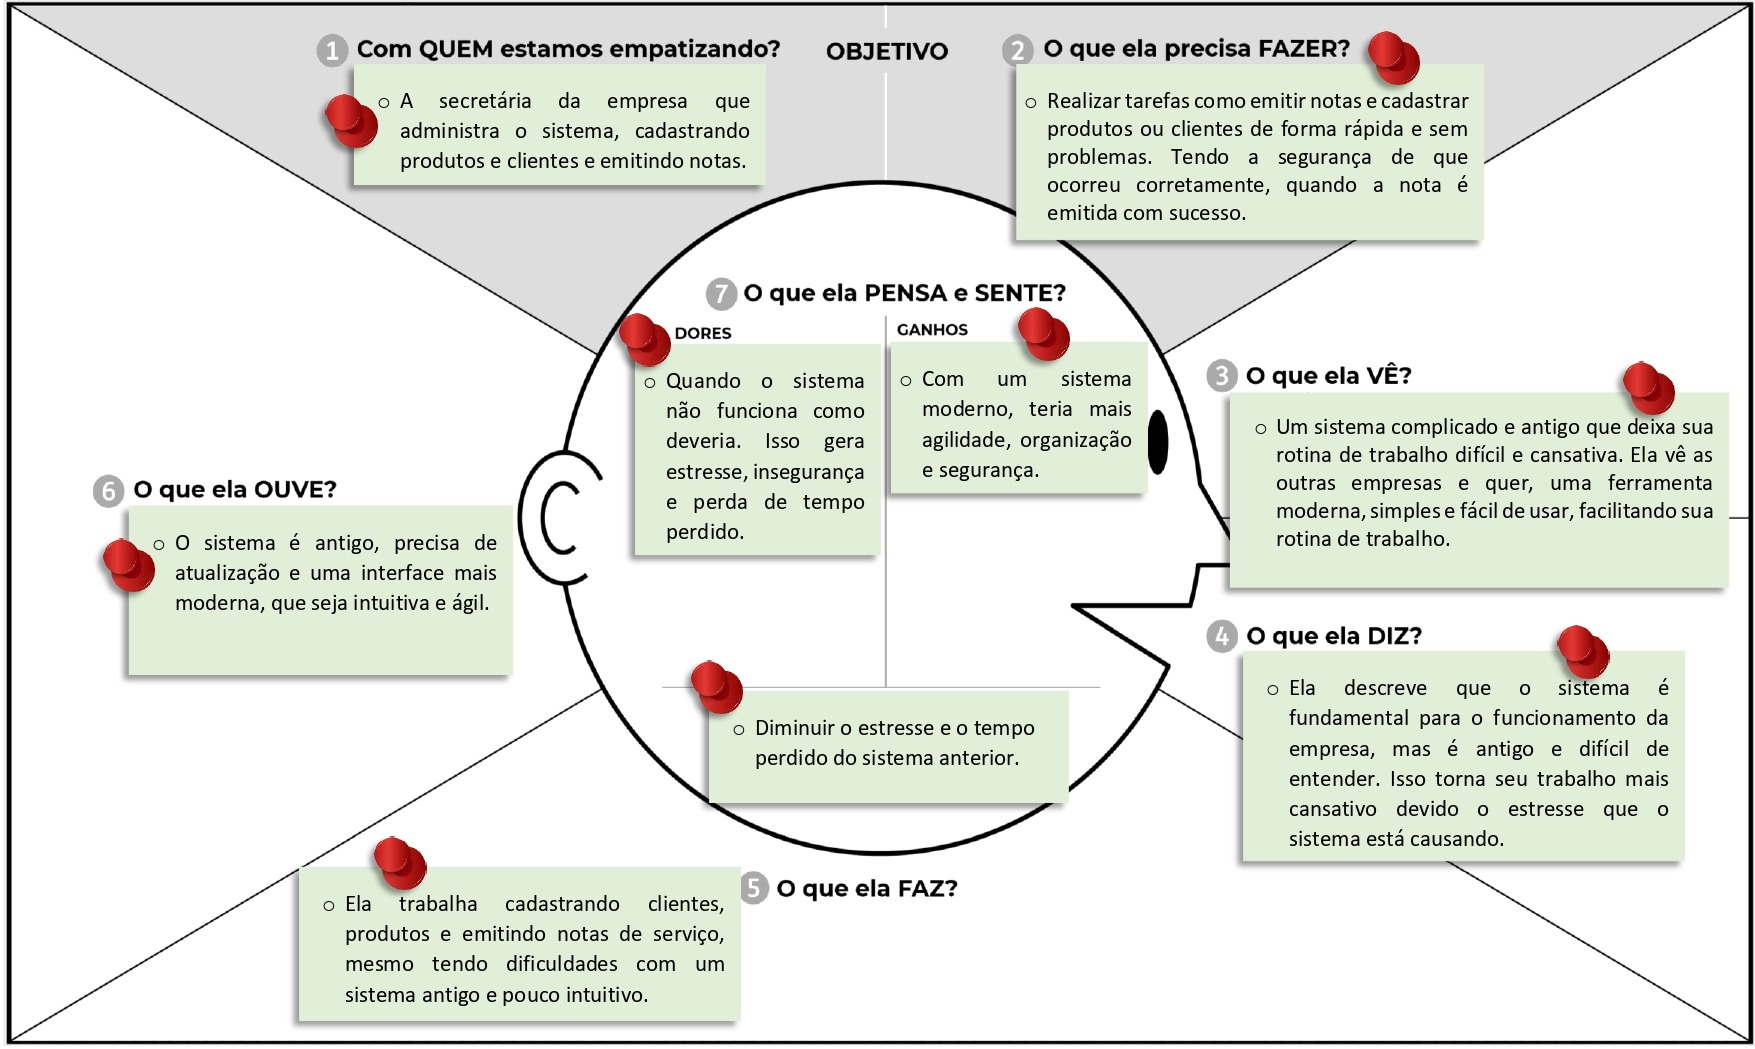 1 Com QUEM estamos empatizando?
○ A secretária da empresa que
administra o sistema, cadastrando
produtos e clientes e emitindo notas.
OBJETIVO
2 O que ela precisa FAZER?
○ Realizar tarefas como emitir notas e cadastrar
produtos ou clientes de forma rápida e sem
problemas. Tendo a segurança de que
ocorreu corretamente, quando a nota é
emitida com sucesso.
3 O que ela VÊ?
○ Um sistema complicado e antigo que deixa sua
rotina de trabalho difícil e cansativa. Ela vê as
outras empresas e quer, uma ferramenta
moderna, simples e fácil de usar, facilitando sua
rotina de trabalho.
4 O que ela DIZ?
○ Ela descreve que o sistema é
fundamental para o funcionamento da
empresa, mas é antigo e difícil de
entender. Isso torna seu trabalho mais
cansativo devido o estresse que o
sistema está causando.
5 O que ela FAZ?
○ Ela trabalha cadastrando clientes,
produtos e emitindo notas de serviço,
mesmo tendo dificuldades com um
sistema antigo e pouco intuitivo.
6 O que ela OUVE?
○ O sistema é antigo, precisa de
atualização e uma interface mais
moderna, que seja intuitiva e ágil.
7 O que ela PENSA e SENTE?
DORES
○ Quando o sistema
não funciona como
deveria. Isso gera
estresse, insegurança
e perda de tempo
perdido.
GANHOS
○ Com um sistema
moderno, teria mais
agilidade, organização
e segurança.
○ Diminuir o estresse e o tempo
perdido do sistema anterior.